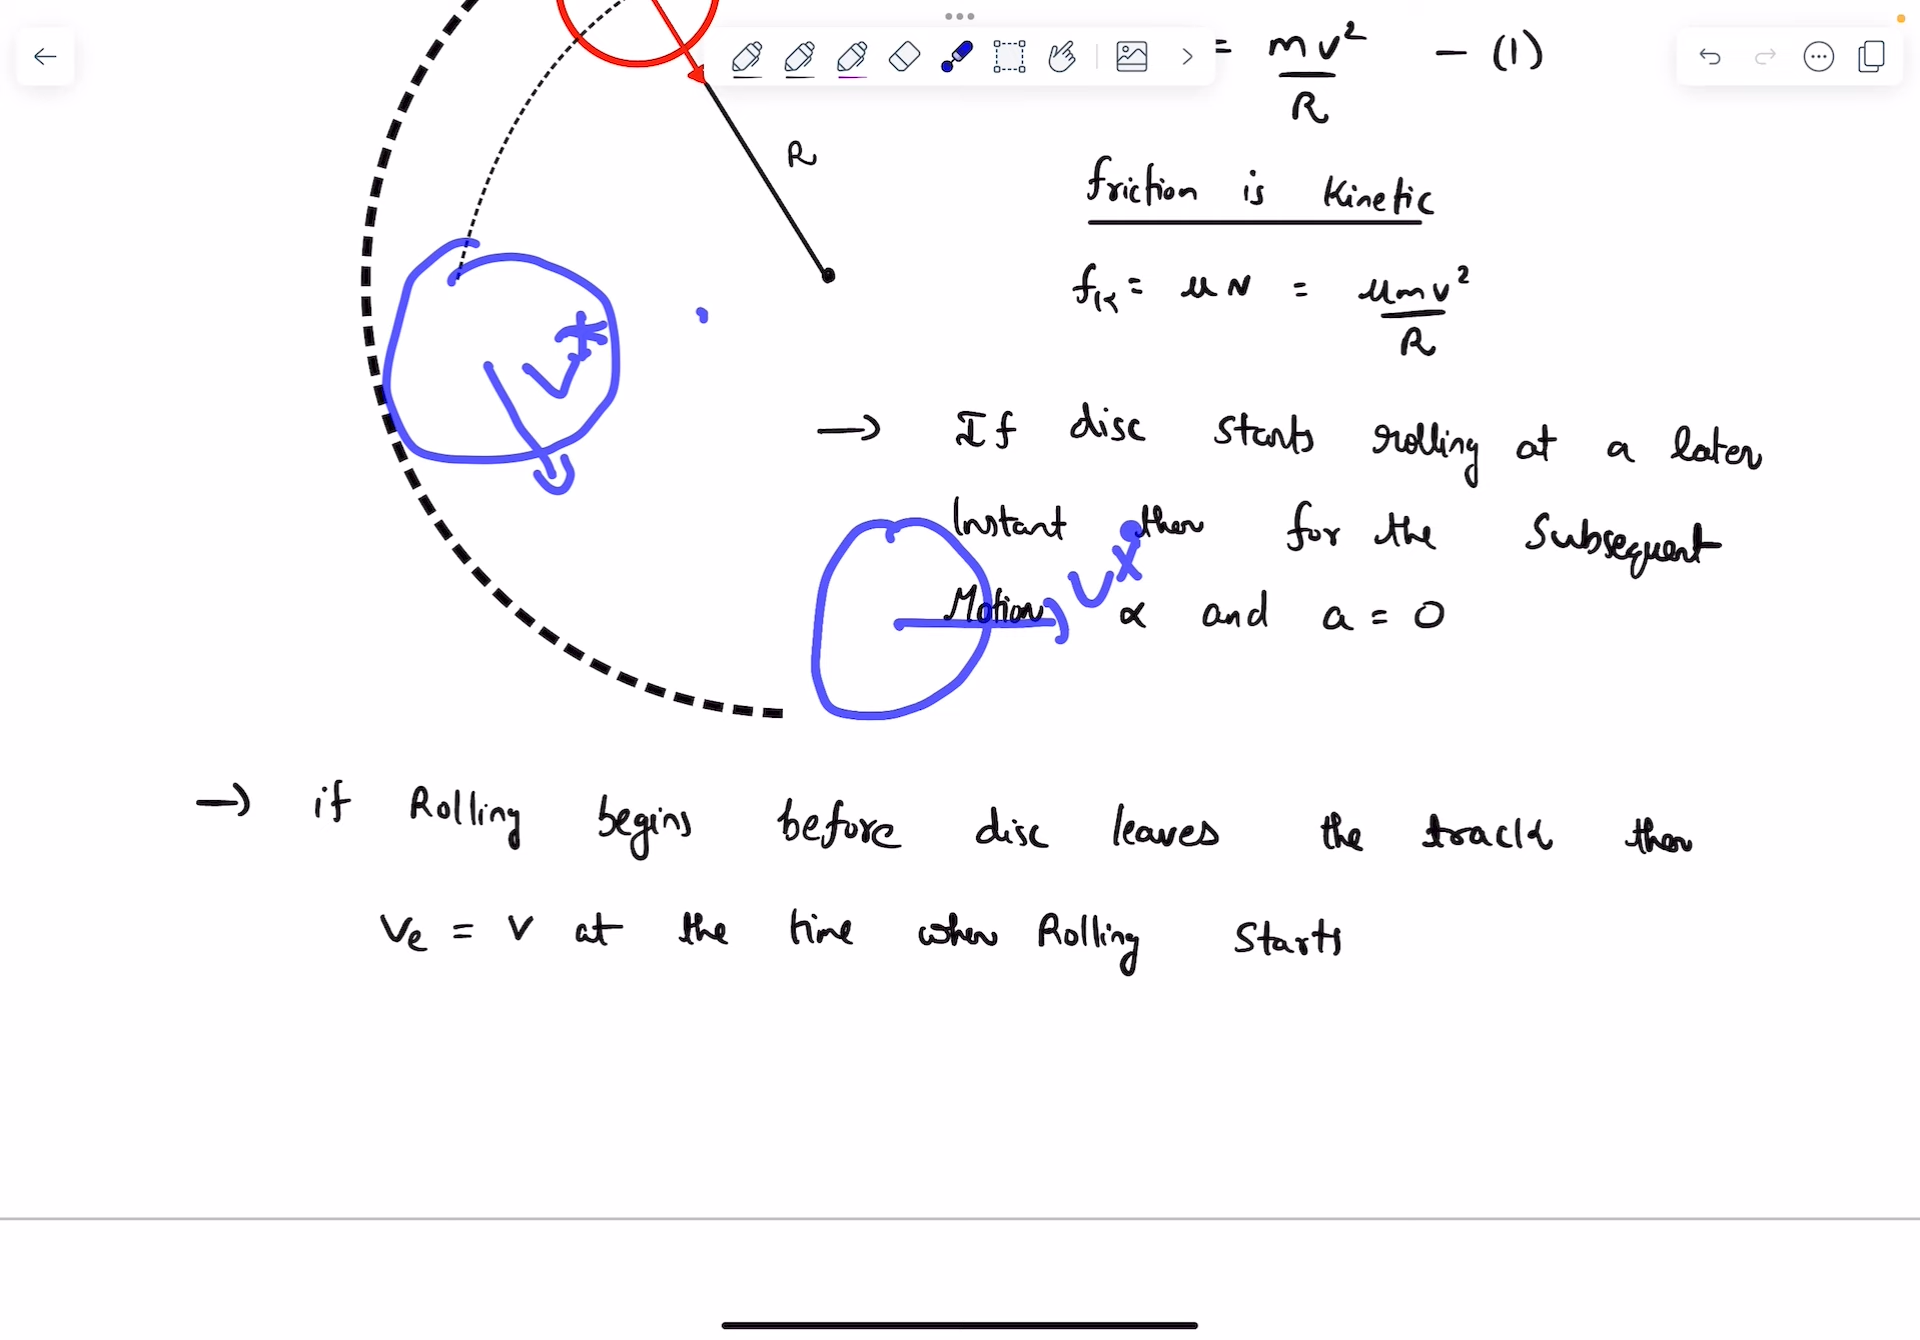 = mv²/R - (1)
R
friction is Kinetic
fK = μN = μmv²/R
→ If disc starts rolling at a later
Instant then for the Subsequent
Motion α and a = 0
V*
V*
→ if Rolling begins before disc leaves the track then
Ve = V at the time when Rolling Starts